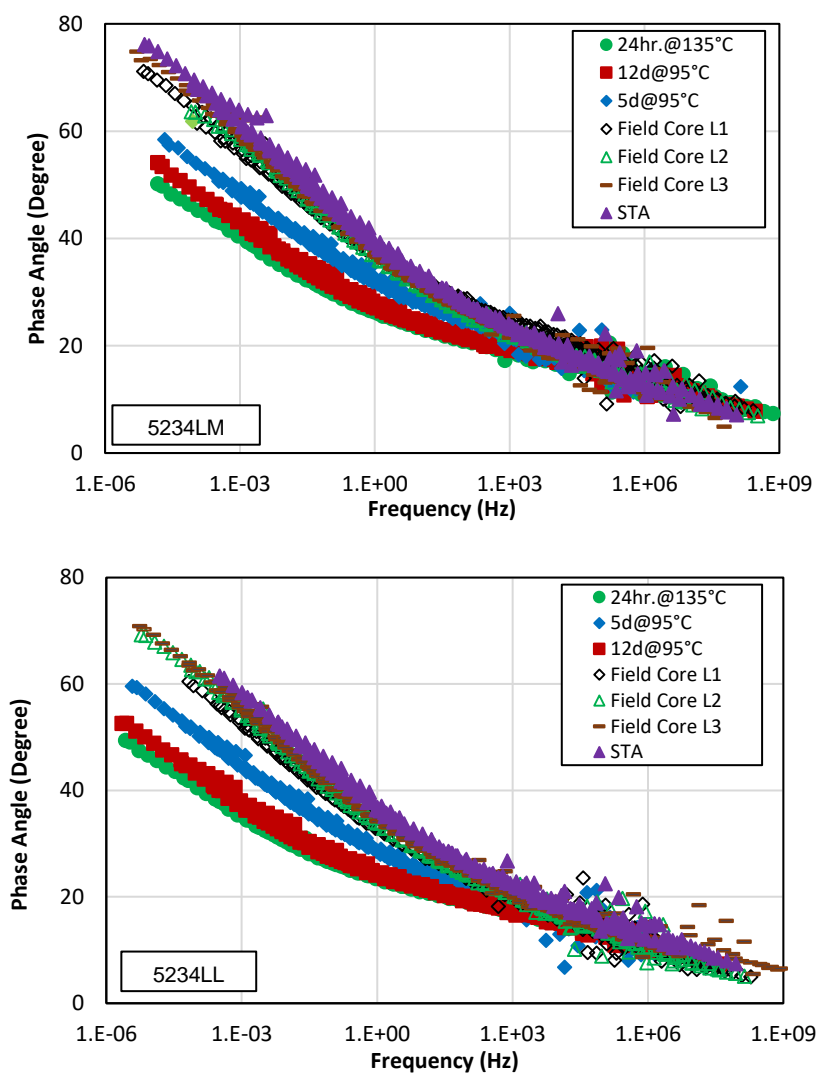 80
60
40
20
0
Phase Angle (Degree)
24hr.@135°C
12d@95°C
5d@95°C
Field Core L1
Field Core L2
Field Core L3
STA
5234LM
1.E-06 1.E-03 1.E+00 1.E+03 1.E+06 1.E+09
Frequency (Hz)
80
60
40
20
0
Phase Angle (Degree)
24hr.@135°C
5d@95°C
12d@95°C
Field Core L1
Field Core L2
Field Core L3
STA
5234LL
1.E-06 1.E-03 1.E+00 1.E+03 1.E+06 1.E+09
Frequency (Hz)